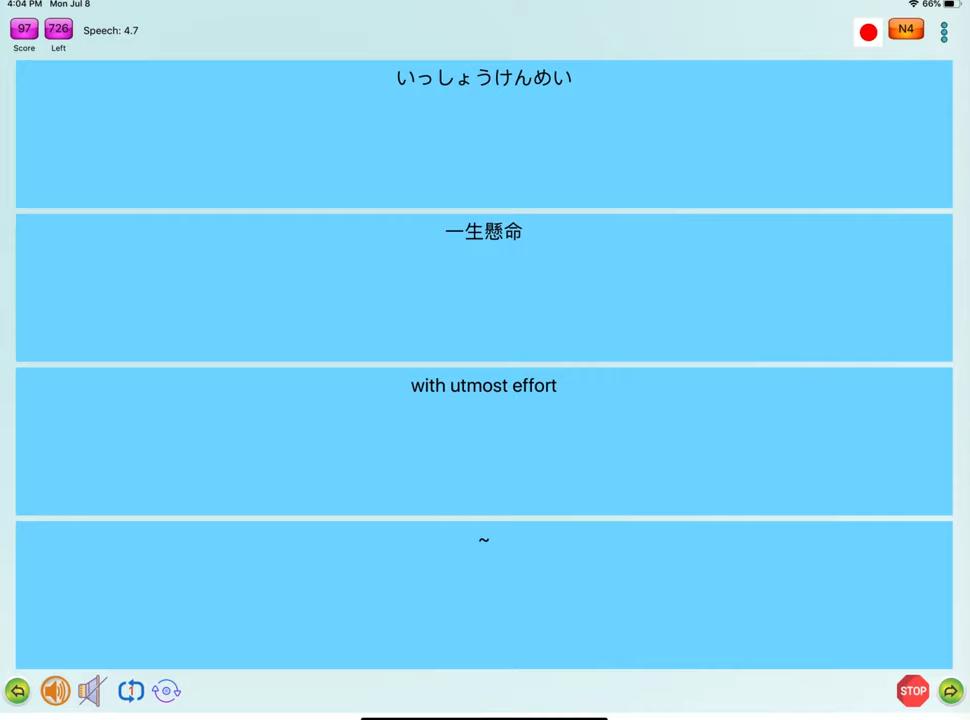 4:04 PM Mon Jul 8
66%
97
726
Speech: 4.7
N4
Score
Left
いっしょうけんめい
一生懸命
with utmost effort
~
1
STOP